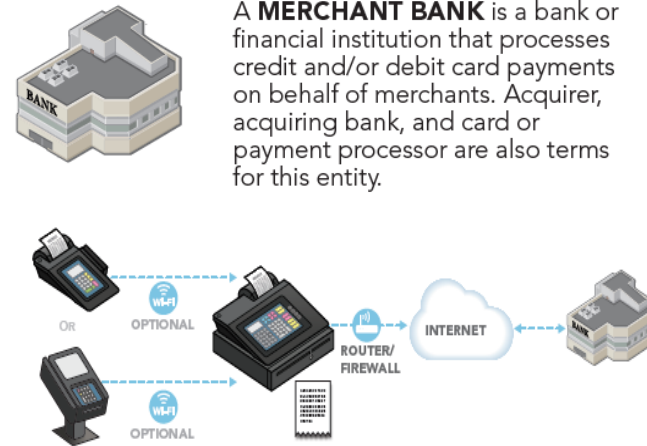 A MERCHANT BANK is a bank or
financial institution that processes
credit and/or debit card payments
on behalf of merchants. Acquirer,
acquiring bank, and card or
payment processor are also terms
for this entity.
BANK
WI-FI
OR
OPTIONAL
ROUTER/
FIREWALL
INTERNET
BANK
WI-FI
OPTIONAL